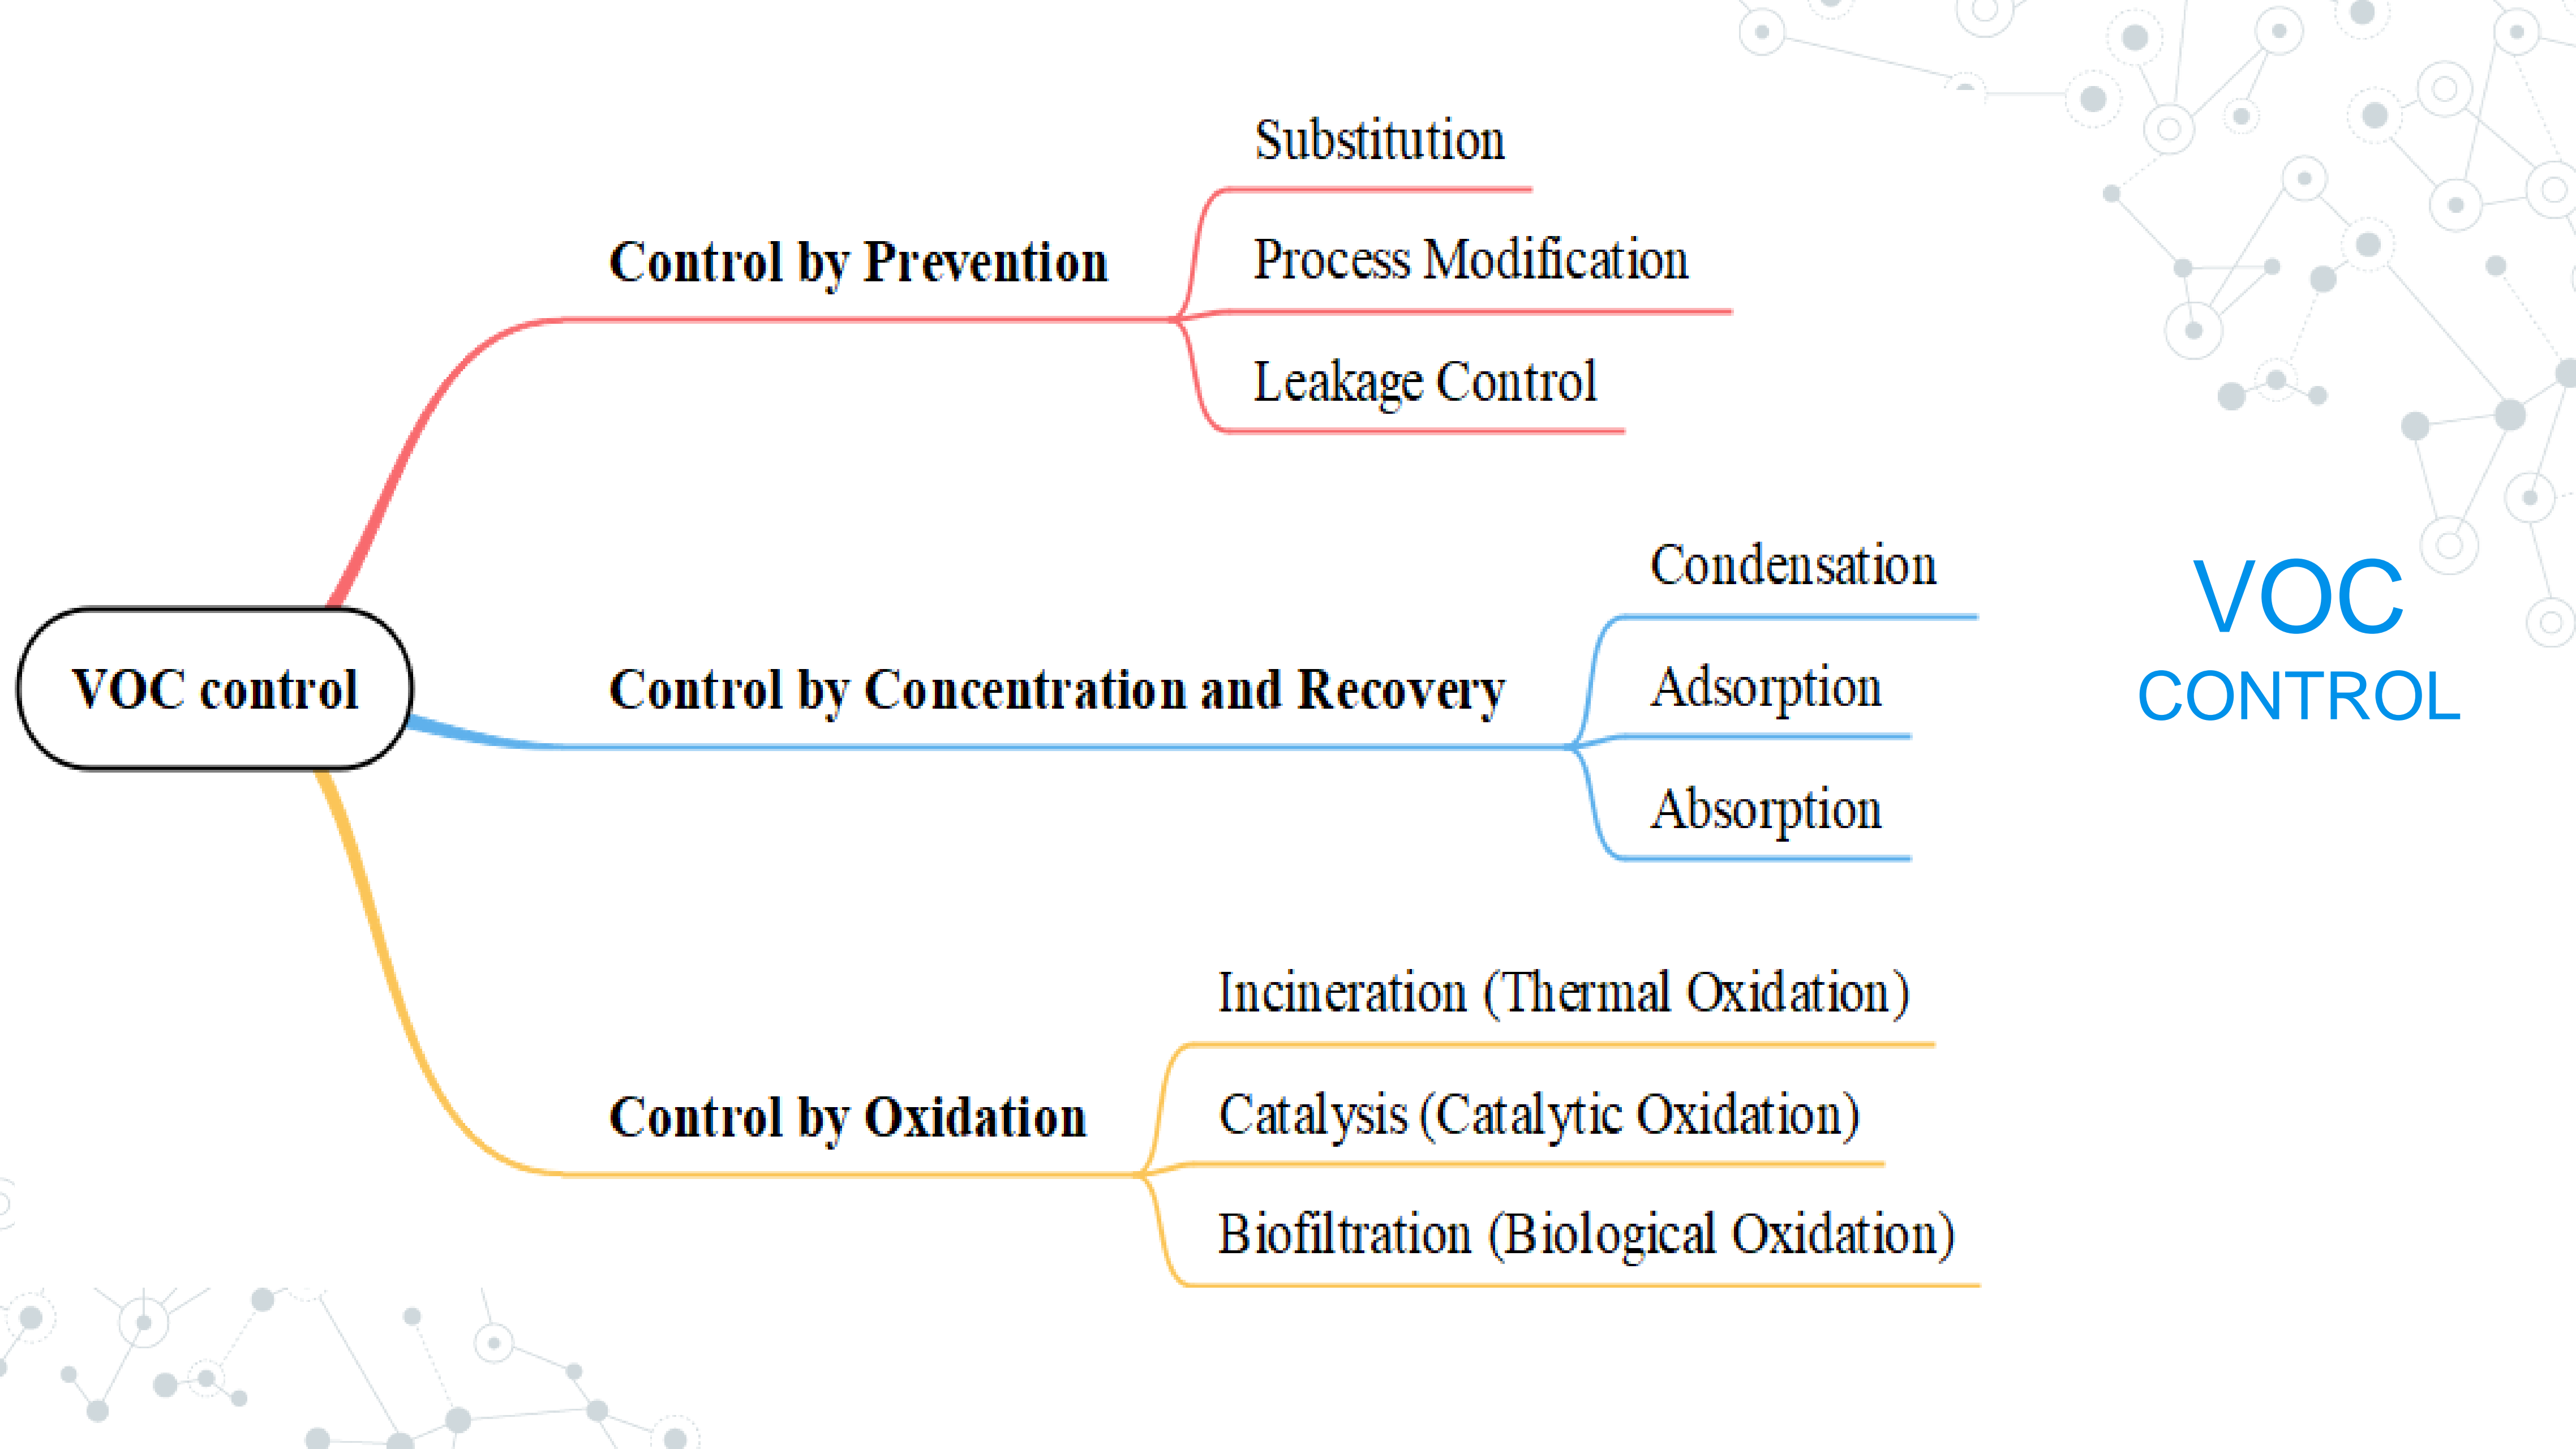 VOC control
Control by Prevention
Substitution
Process Modification
Leakage Control
Control by Concentration and Recovery
Condensation
Adsorption
Absorption
Control by Oxidation
Incineration (Thermal Oxidation)
Catalysis (Catalytic Oxidation)
Biofiltration (Biological Oxidation)
VOC
CONTROL